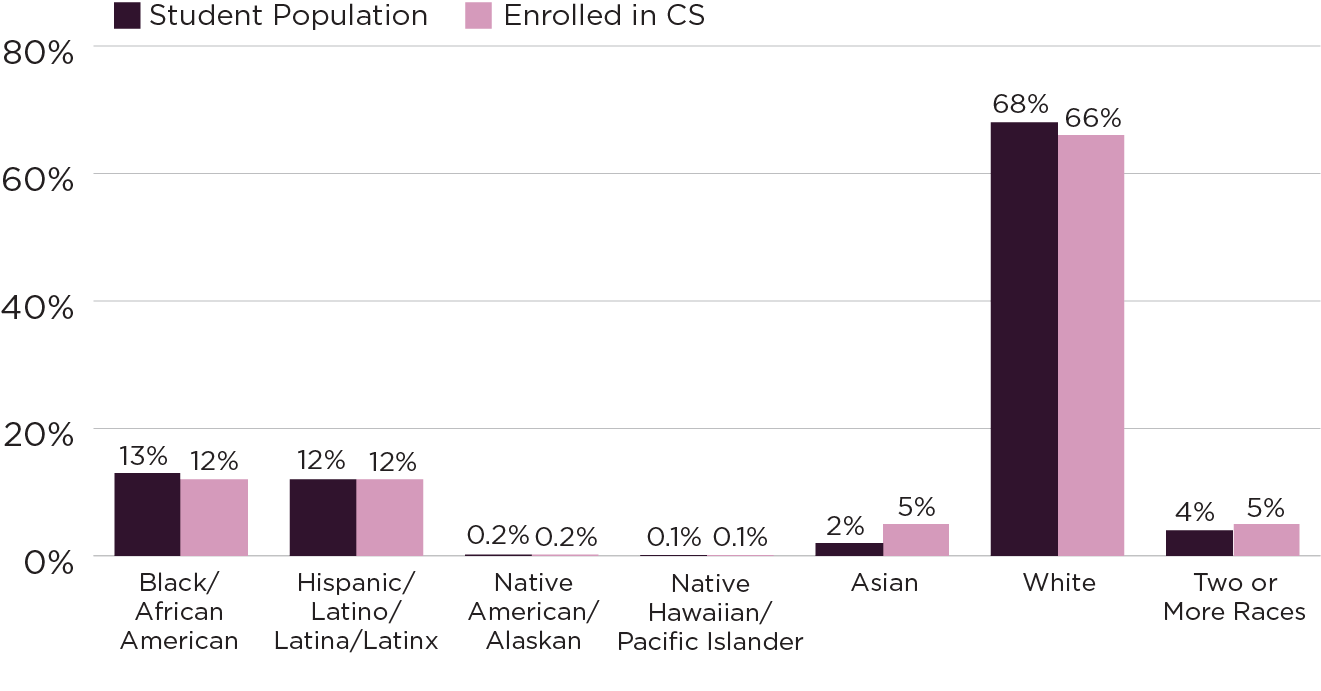 Student Population Enrolled in CS
80%
60%
40%
20%
0%
13% 12% 12% 12% 0.2% 0.2% 0.1% 0.1% 2% 5% 68% 66% 4% 5%
Black/
African
American
Hispanic/
Latino/
Latina/Latinx
Native
American/
Alaskan
Native
Hawaiian/
Pacific Islander
Asian
White
Two or
More Races